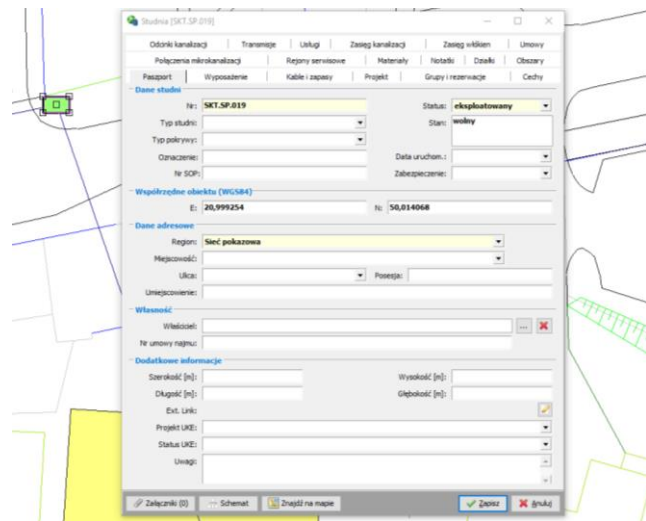 Studnia [SKT.SP.019]
Odcinki kanalizacji Transmisje Usługi Zasięg kanalizacji Zasięg włókien Umowy
Połączenia mikrokanalizacji Rejony serwisowe Materiały Notatki Działki Obszary
Paszport Wyposażenie Kable i zapasy Projekt Grupy i rezerwacje Cechy
Dane studni
Nr: SKT.SP.019 Status: eksploatowany
Typ studni: Stan: wolny
Typ pokrywy:
Oznaczenie: Data uruchom.:
Nr SOP: Zabezpieczenie:
Współrzędne obiektu (WGS84)
E: 20,999254 N: 50,014068
Dane adresowe
Region: Sieć pokazowa
Miejscowość:
Ulica: Posesja:
Umiejscowienie:
Własność
Właściciel: ...
Nr umowy najmu:
Dodatkowe informacje
Szerokość [m]: Wysokość [m]:
Długość [m]: Głębokość [m]:
Ext. Link:
Projekt UKE:
Status UKE:
Uwagi:
Załączniki (0) Schemat Znajdź na mapie Zapisz Anuluj